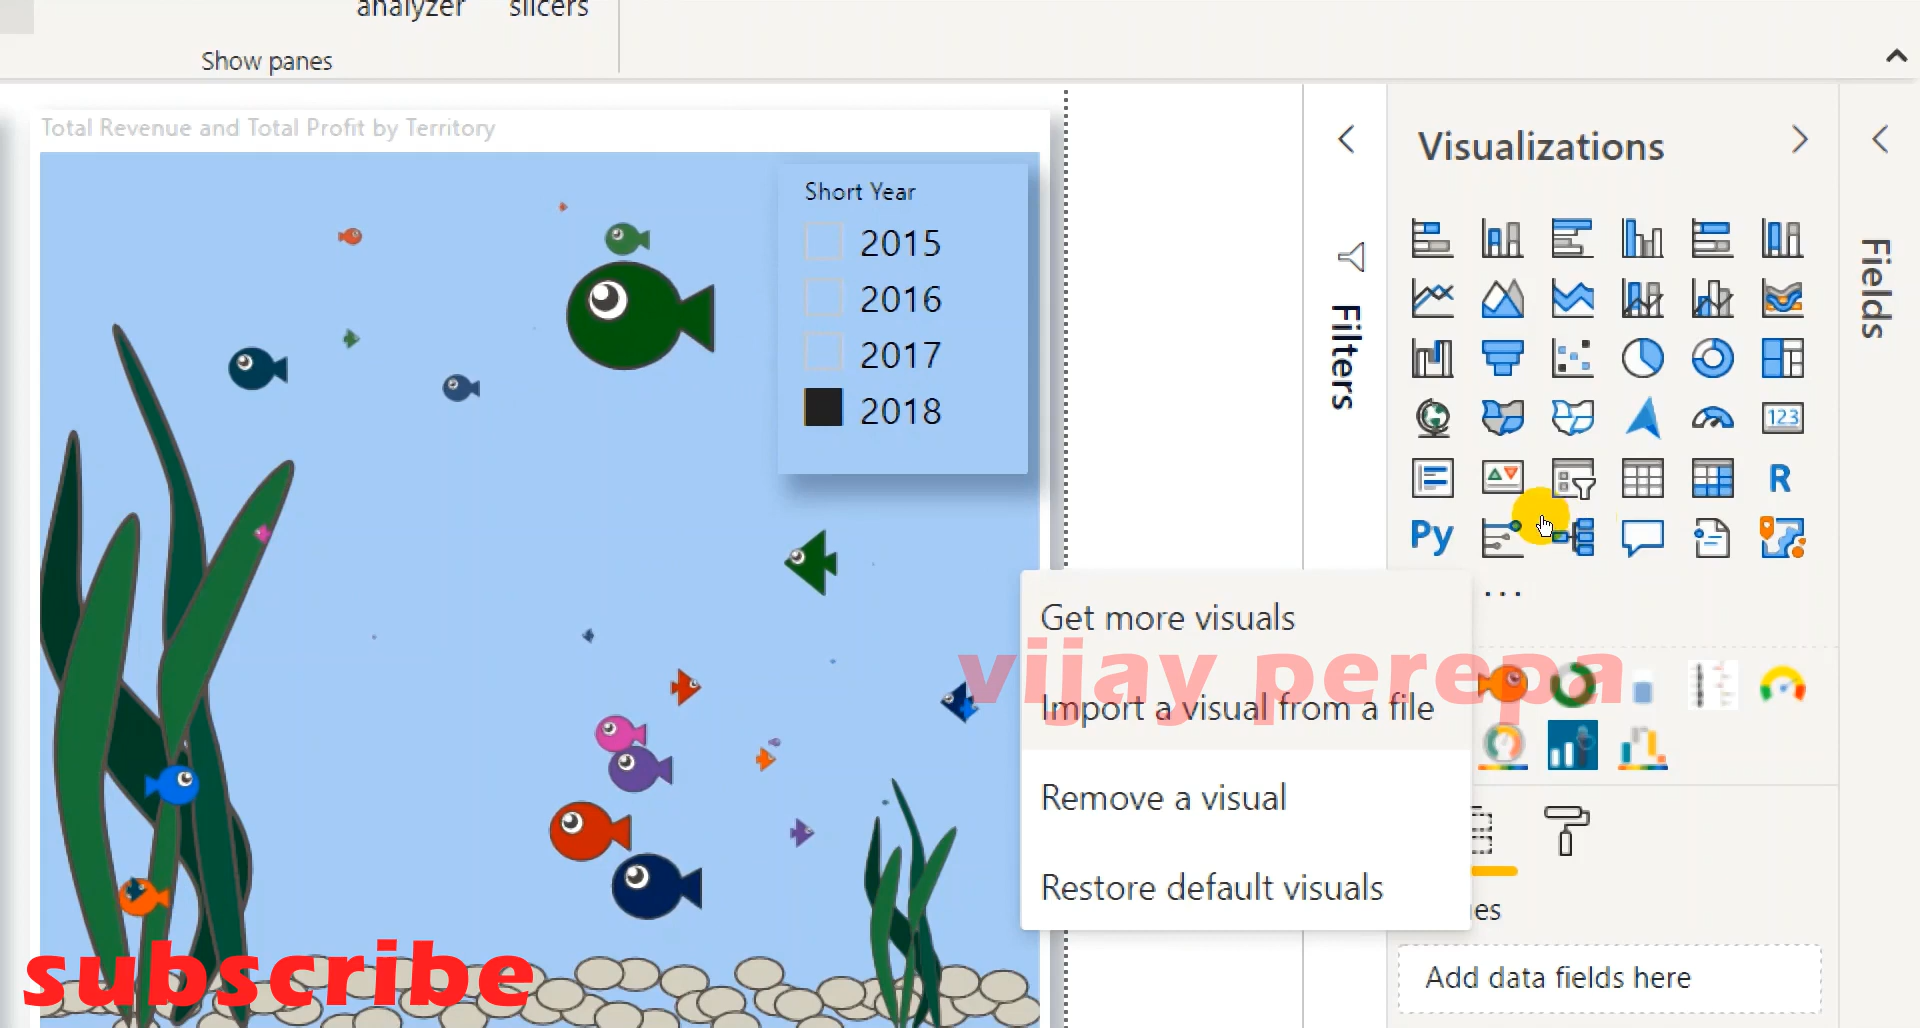 analyzer
slicers
Show panes
Total Revenue and Total Profit by Territory
Short Year
2015
2016
2017
2018
Filters
Visualizations
Fields
123
R
Py
...
Get more visuals
vijay perepa
Import a visual from a file
Remove a visual
Restore default visuals
es
Add data fields here
subscribe